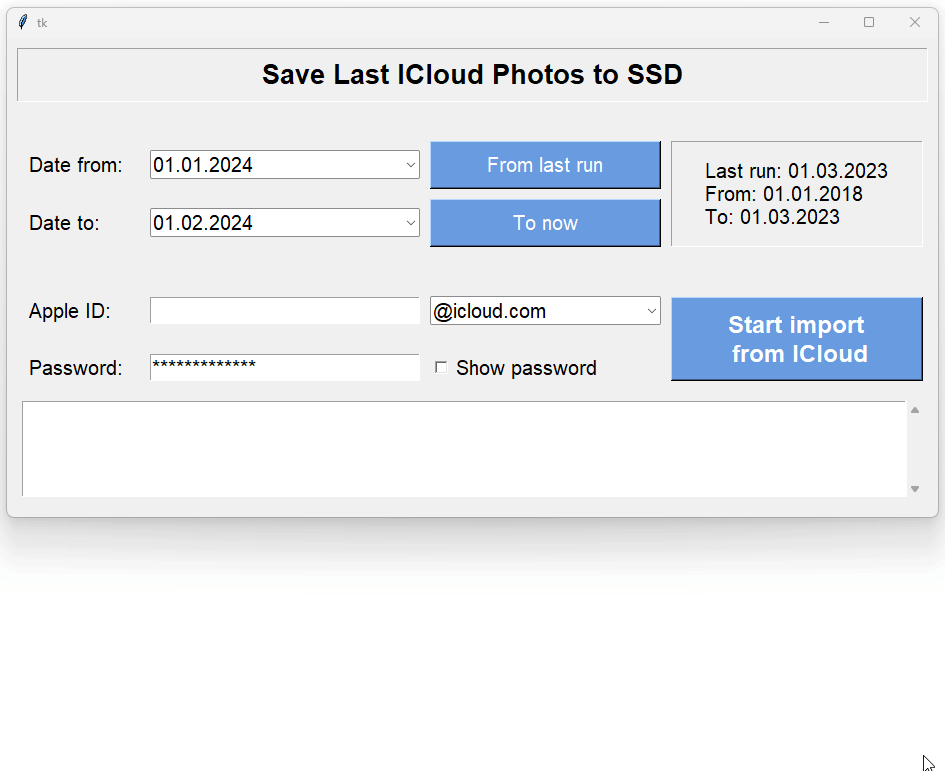 tk
Save Last ICloud Photos to SSD
Date from:
01.01.2024
From last run
Last run: 01.03.2023
From: 01.01.2018
To: 01.03.2023
Date to:
01.02.2024
To now
Apple ID:
@icloud.com
Start import
from ICloud
Password:
*************
Show password